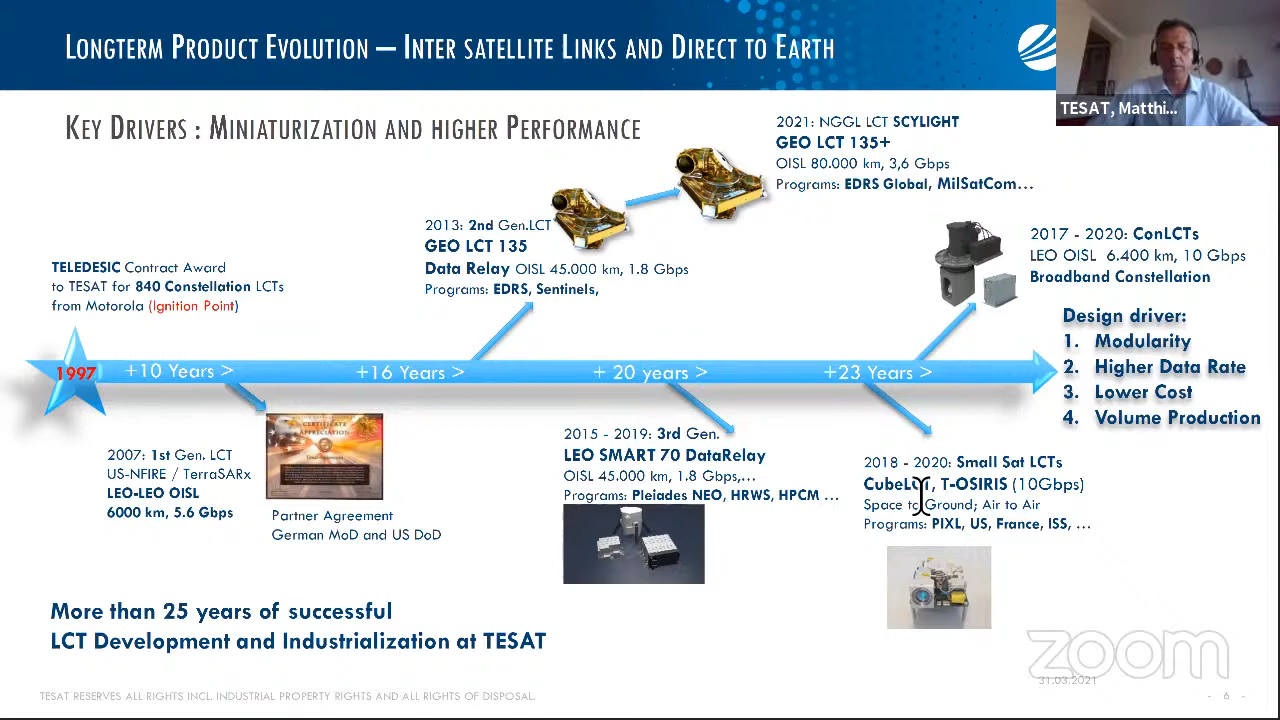 LONGTERM PRODUCT EVOLUTION – INTER SATELLITE LINKS AND DIRECT TO EARTH
TESAT, Matthi...
KEY DRIVERS : MINIATURIZATION AND HIGHER PERFORMANCE
2021: NGGL LCT SCYLIGHT
GEO LCT 135+
OISL 80.000 km, 3,6 Gbps
Programs: EDRS Global, MilSatCom...
2013: 2nd Gen.LCT
GEO LCT 135
Data Relay OISL 45.000 km, 1.8 Gbps
Programs: EDRS, Sentinels,
2017 - 2020: ConLCTs
LEO OISL 6.400 km, 10 Gbps
Broadband Constellation
TELEDESIC Contract Award
to TESAT for 840 Constellation LCTs
from Motorola (Ignition Point)
Design driver:
1. Modularity
2. Higher Data Rate
3. Lower Cost
4. Volume Production
1997
+10 Years >
+16 Years >
+ 20 years >
+23 Years >
CERTIFICATE
APPRECIATION
2007: 1st Gen. LCT
US-NFIRE / TerraSARx
LEO-LEO OISL
6000 km, 5.6 Gbps
Partner Agreement
German MoD and US DoD
2015 - 2019: 3rd Gen.
LEO SMART 70 DataRelay
OISL 45.000 km, 1.8 Gbps,...
Programs: Pleiades NEO, HRWS, HPCM ...
2018 - 2020: Small Sat LCTs
CubeLCT, T-OSIRIS (10Gbps)
Space to Ground; Air to Air
Programs: PIXL, US, France, ISS, ...
More than 25 years of successful
LCT Development and Industrialization at TESAT
zoom
31.03.2021
TESAT RESERVES ALL RIGHTS INCL. INDUSTRIAL PROPERTY RIGHTS AND ALL RIGHTS OF DISPOSAL.
- 6 -